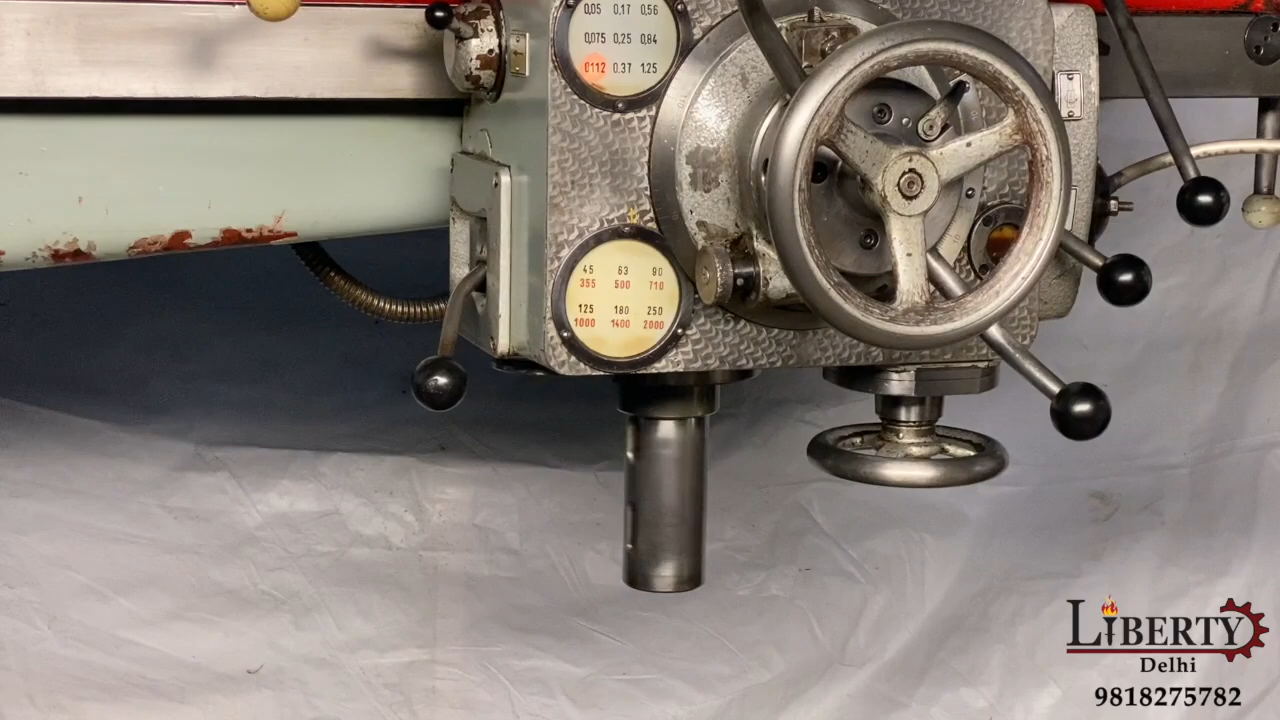 0,05 0,17 0,56
0,075 0,25 0,84
0,112 0.37 1.25
45 63 90
355 500 710
125 180 250
1000 1400 2000
LIBERTY
Delhi
9818275782